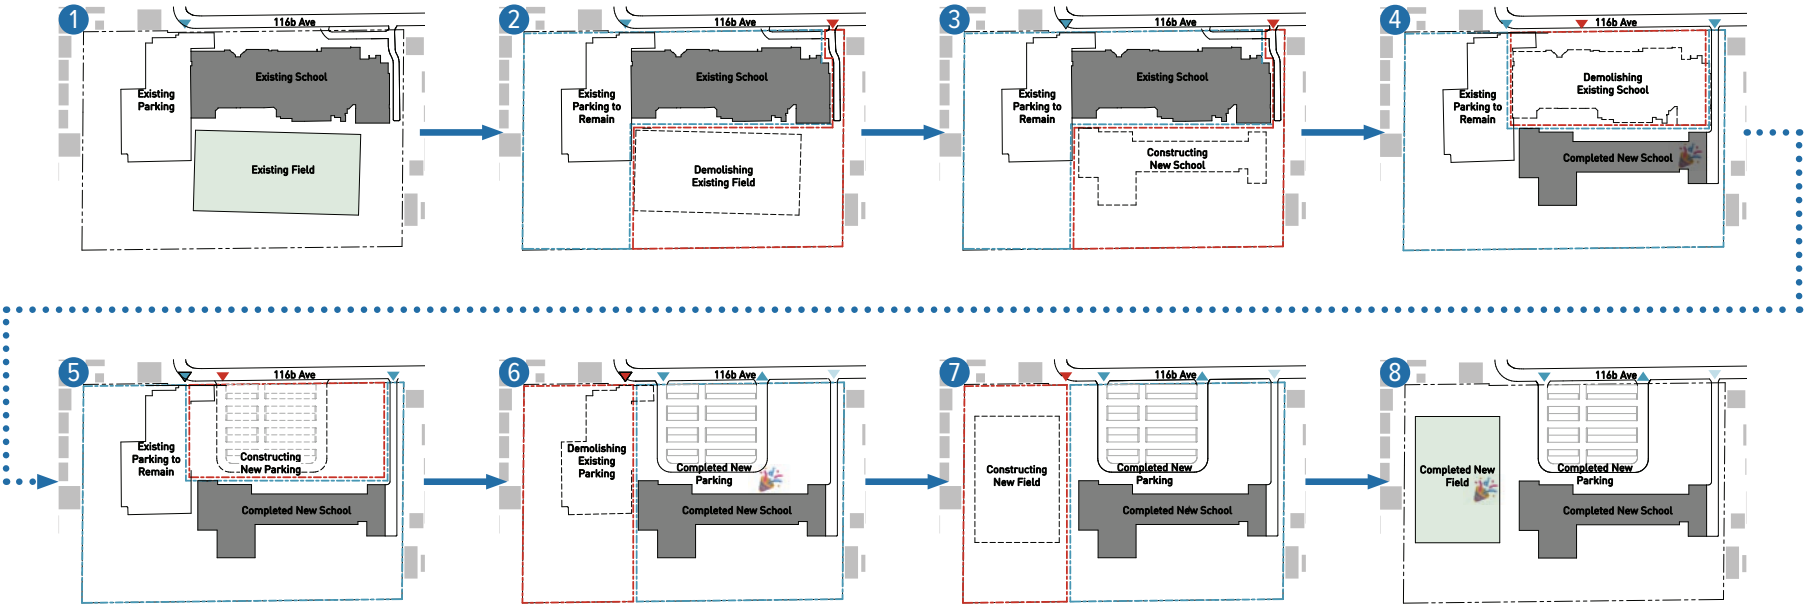 1
116b Ave
Existing School
Existing
Parking
Existing Field
2
116b Ave
Existing School
Existing
Parking to
Remain
Demolishing
Existing Field
3
116b Ave
Existing School
Existing
Parking to
Remain
Constructing
New School
4
116b Ave
Demolishing
Existing School
Existing
Parking to
Remain
Completed New School
5
116b Ave
Existing
Parking to
Remain
Constructing
New Parking
Completed New School
6
116b Ave
Demolishing
Existing
Parking
Completed New
Parking
Completed New School
7
116b Ave
Constructing
New Field
Completed New
Parking
Completed New School
8
116b Ave
Completed New
Field
Completed New
Parking
Completed New School